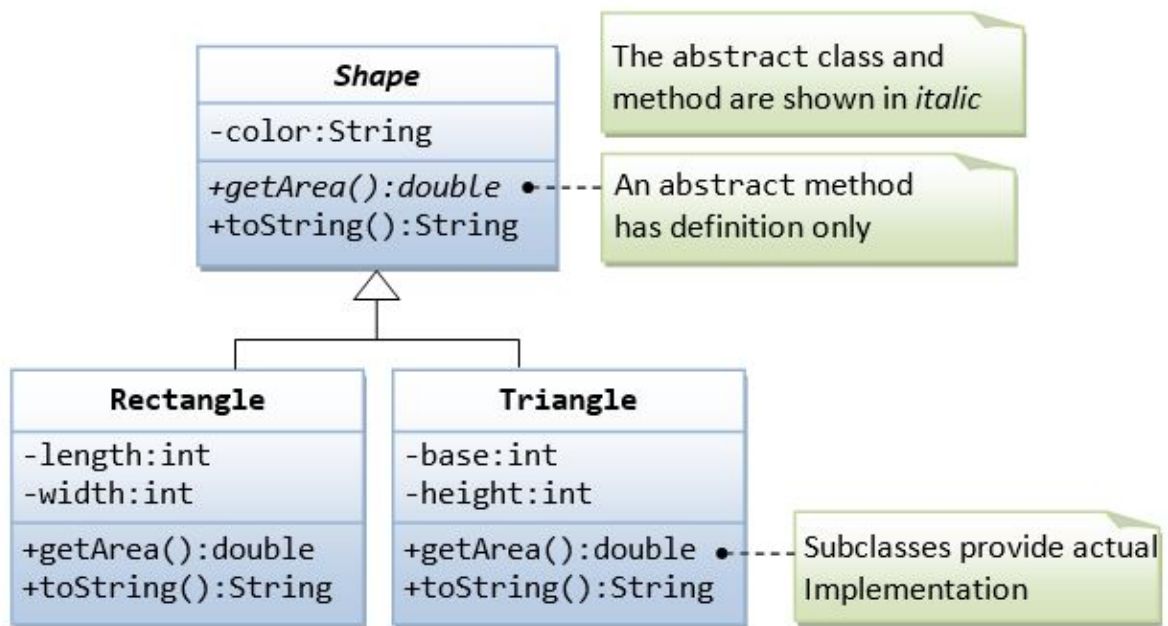 Shape
-color:String
+getArea():double
+toString():String
The abstract class and
method are shown in italic
An abstract method
has definition only
Rectangle
-length:int
-width:int
+getArea():double
+toString():String
Triangle
-base:int
-height:int
+getArea():double
+toString():String
Subclasses provide actual
Implementation